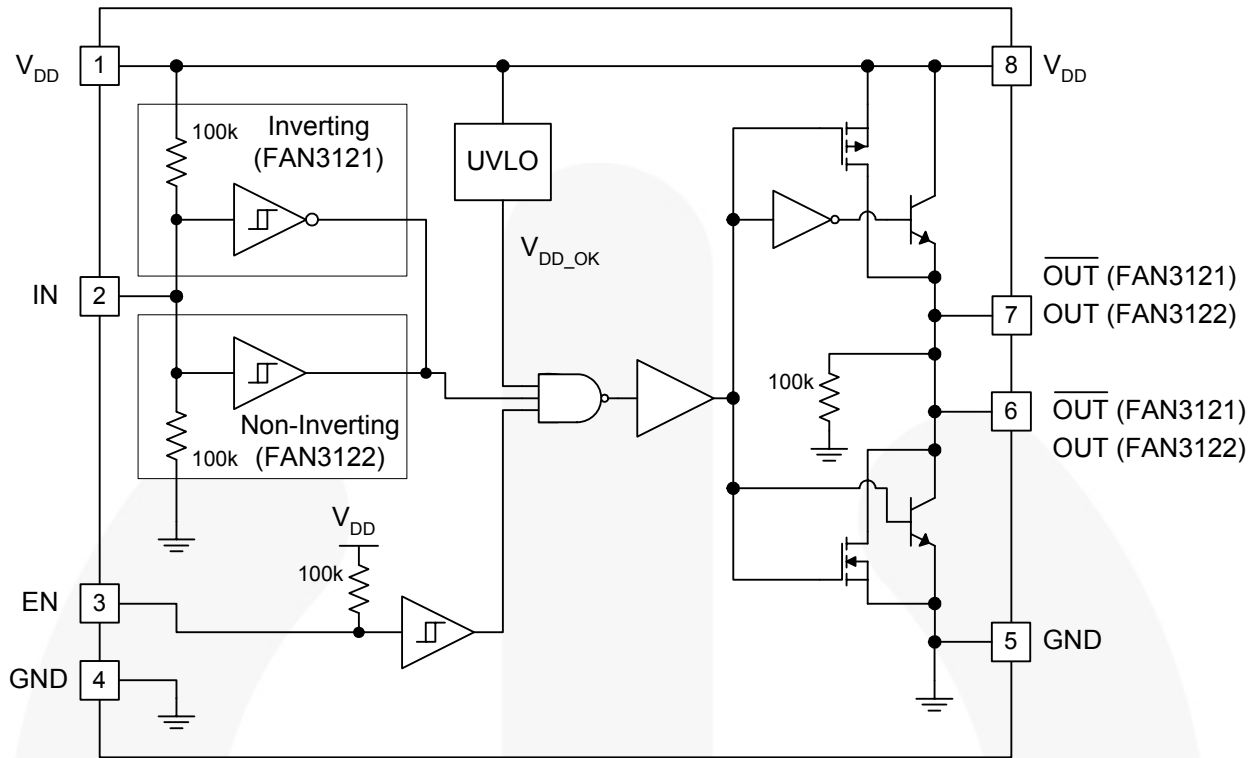 V_DD
1
8
V_DD
100k
Inverting
(FAN3121)
UVLO
V_DD_OK
IN
2
OUT (FAN3121)
7
OUT (FAN3122)
100k
Non-Inverting
(FAN3122)
100k
6
OUT (FAN3121)
OUT (FAN3122)
V_DD
100k
EN
3
GND
4
5
GND